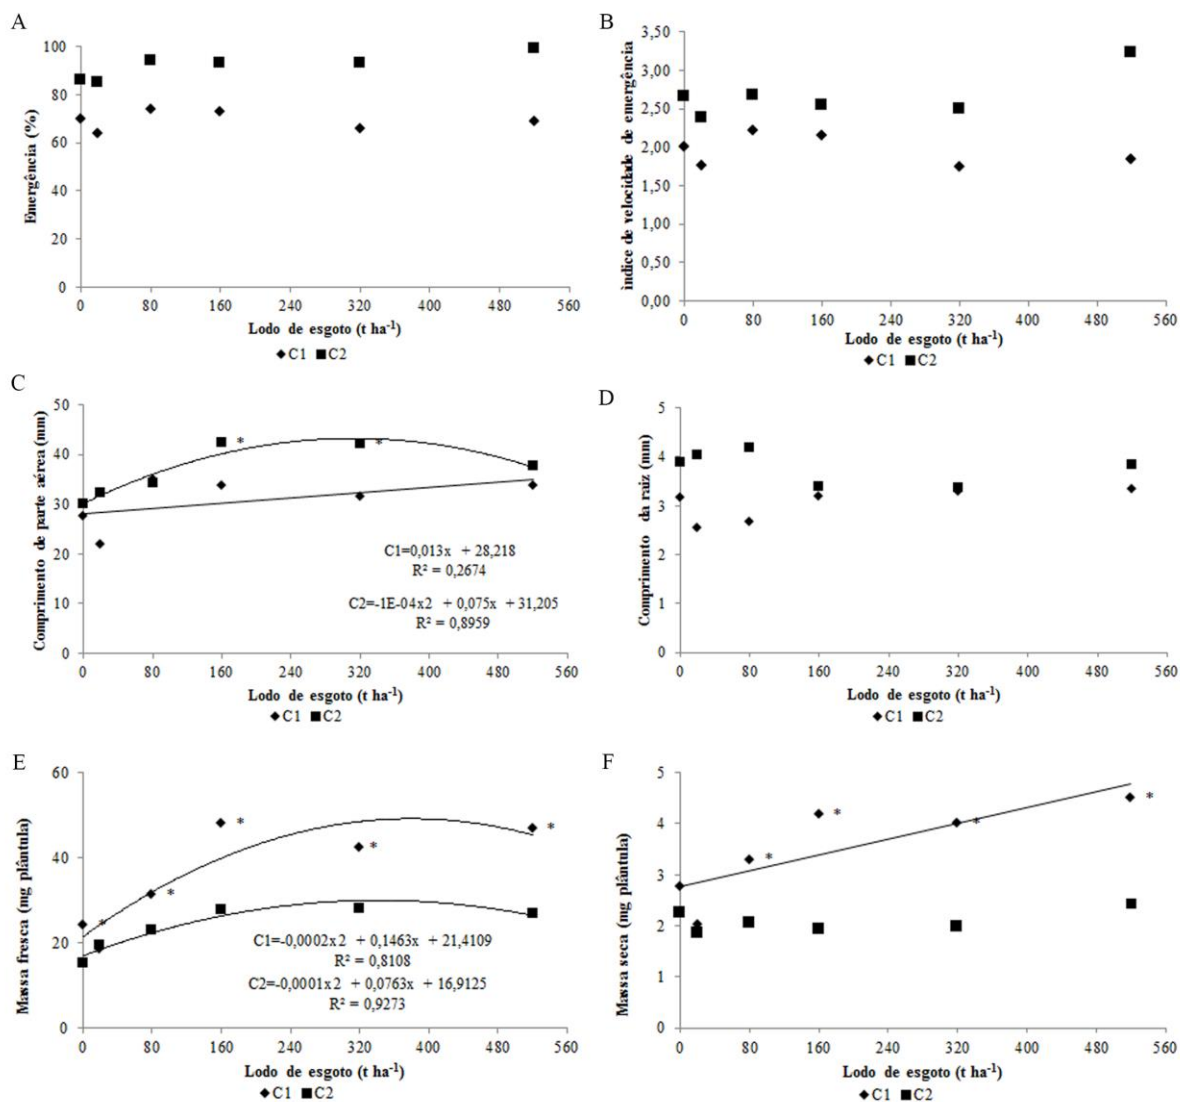 A
Emergência (%)
100
80
60
40
20
0
0 80 160 240 320 400 480 560
Lodo de esgoto (t ha-1)
◆C1 ■C2
B
índice de velocidade de emergência
3,50
3,00
2,50
2,00
1,50
1,00
0,50
0,00
0 80 160 240 320 400 480 560
Lodo de esgoto (t ha-1)
◆C1 ■C2
C
Comprimento de parte aérea (mm)
50
40
30
20
10
0
* *
C1=0,013x + 28,218
R² = 0,2674
C2=-1E-04x2 + 0,075x + 31,205
R² = 0,8959
0 80 160 240 320 400 480 560
Lodo de esgoto (t ha-1)
◆C1 ■C2
D
Comprimento da raiz (mm)
5
4
3
2
1
0
0 80 160 240 320 400 480 560
Lodo de esgoto (t ha-1)
◆C1 ■C2
E
Massa fresca (mg plântula)
60
40
20
0
* * * * *
C1=-0,0002x2 + 0,1463x + 21,4109
R² = 0,8108
C2=-0,0001x2 + 0,0763x + 16,9125
R² = 0,9273
0 80 160 240 320 400 480 560
Lodo de esgoto (t ha-1)
◆C1 ■C2
F
Massa seca (mg plântula)
5
4
3
2
1
0
* * * *
0 80 160 240 320 400 480 560
Lodo de esgoto (t ha-1)
◆C1 ■C2